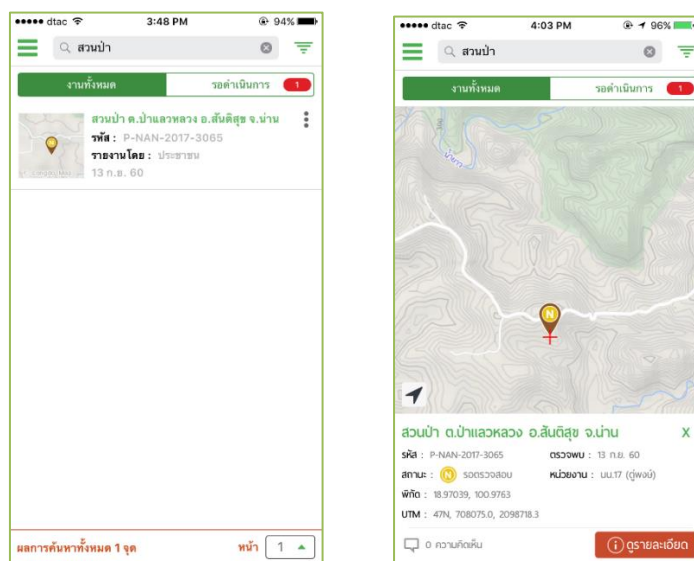 dtac 3:48 PM 94%
สวนป่า
งานทั้งหมด รอดำเนินการ 1
สวนป่า ต.ป่าแลวหลวง อ.สันติสุข จ.น่าน
รหัส : P-NAN-2017-3065
รายงานโดย : ประชาชน
13 ก.ย. 60
ผลการค้นหาทั้งหมด 1 จุด หน้า 1
dtac 4:03 PM 96%
สวนป่า
งานทั้งหมด รอดำเนินการ 1
น้ำยาว
N
สวนป่า ต.ป่าแลวหลวง อ.สันติสุข จ.น่าน X
รหัส : P-NAN-2017-3065 ตรวจพบ : 13 ก.ย. 60
สถานะ : N รอตรวจสอบ หน่วยงาน : นน.17 (ตู่พงษ์)
พิกัด : 18.97039, 100.9763
UTM : 47N, 708075.0, 2098718.3
0 ความคิดเห็น ดูรายละเอียด